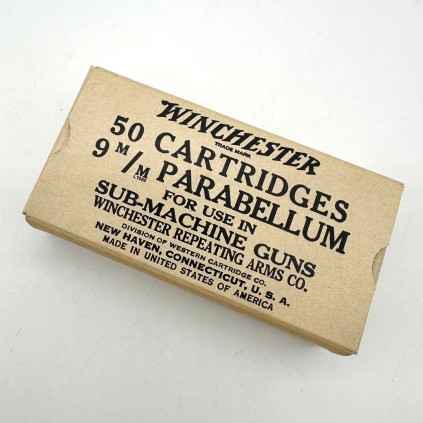 WINCHESTER
TRADE MARK
50 CARTRIDGES
9 M/M PARABELLUM
FOR USE IN
SUB-MACHINE GUNS
WINCHESTER REPEATING ARMS CO.
DIVISION OF WESTERN CARTRIDGE CO.
NEW HAVEN, CONNECTICUT, U. S. A.
MADE IN UNITED STATES OF AMERICA